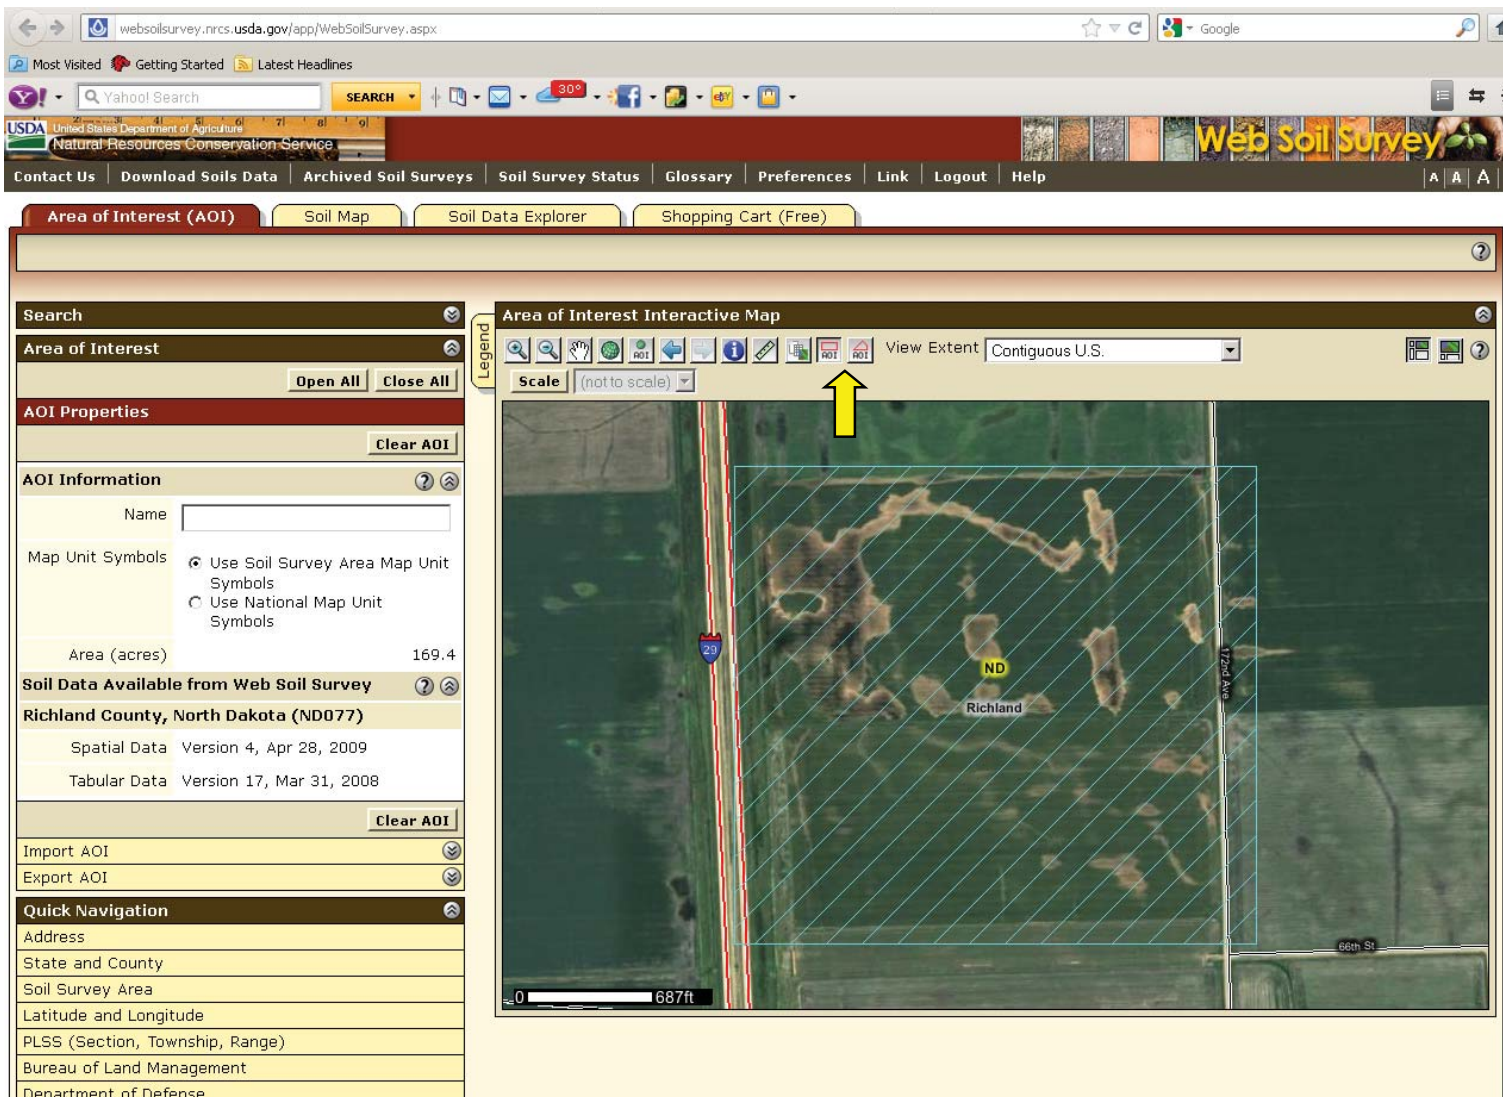 websoilsurvey.nrcs.usda.gov/app/WebSoilSurvey.aspx
Google
Most Visited Getting Started Latest Headlines
Y! Yahoo! Search SEARCH 30° ebY
USDA United States Department of Agriculture
Natural Resources Conservation Service
Web Soil Survey
Contact Us Download Soils Data Archived Soil Surveys Soil Survey Status Glossary Preferences Link Logout Help A A A
Area of Interest (AOI) Soil Map Soil Data Explorer Shopping Cart (Free)
Search
Area of Interest
Open All Close All
AOI Properties
Clear AOI
AOI Information
Name
Map Unit Symbols
Use Soil Survey Area Map Unit
Symbols
Use National Map Unit
Symbols
Area (acres) 169.4
Soil Data Available from Web Soil Survey
Richland County, North Dakota (ND077)
Spatial Data Version 4, Apr 28, 2009
Tabular Data Version 17, Mar 31, 2008
Clear AOI
Import AOI
Export AOI
Quick Navigation
Address
State and County
Soil Survey Area
Latitude and Longitude
PLSS (Section, Township, Range)
Bureau of Land Management
Department of Defense
Legend
Area of Interest Interactive Map
AOI AOI AOI View Extent Contiguous U.S.
Scale (not to scale)
29
172nd Ave
ND
Richland
66th St
0 687ft